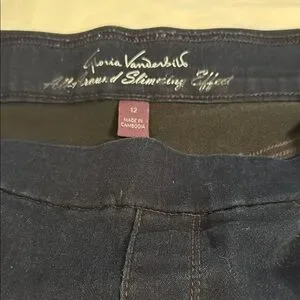 Gloria Vanderbilt
All Around Slimming Effect
12
MADE IN
CAMBODIA